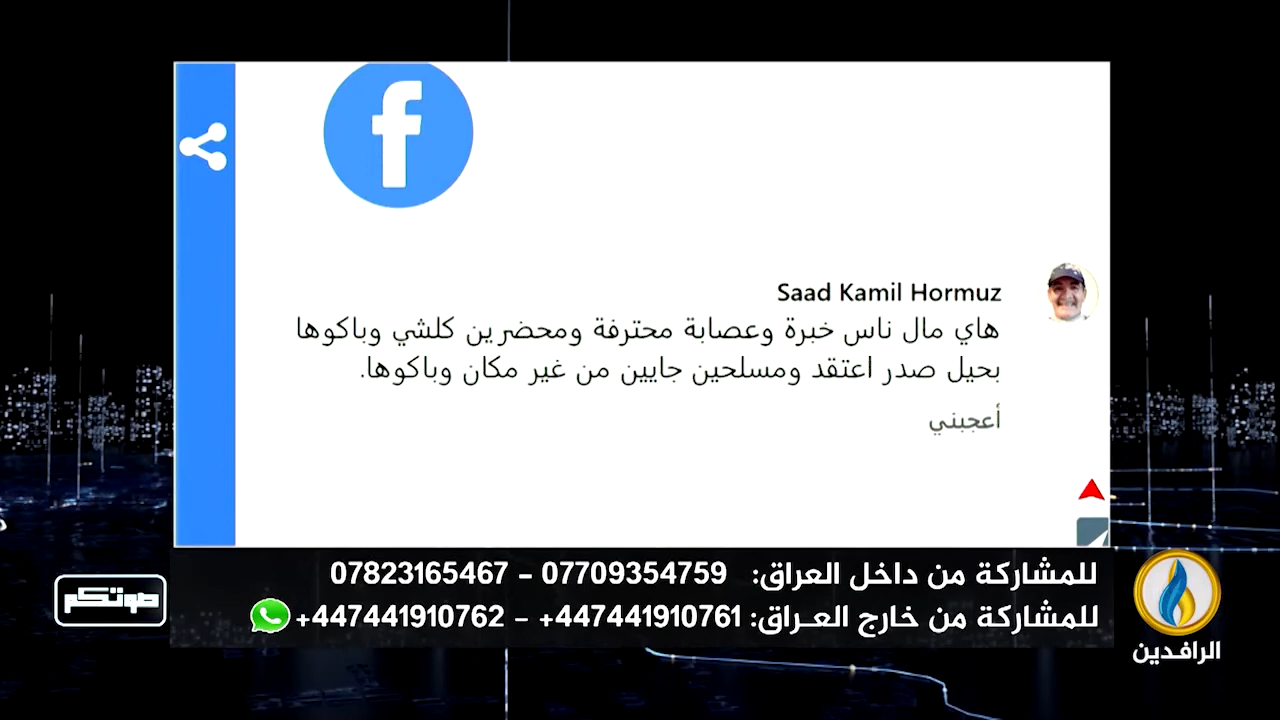 Saad Kamil Hormuz
هاي مال ناس خبرة وعصابة محترفة ومحضرين كلشي وباكوها
بحيل صدر اعتقد ومسلحين جايين من غير مكان وباكوها.
أعجبني
للمشاركة من داخل العراق: 07709354759 - 07823165467
للمشاركة من خارج العـراق: 447441910761+ - 447441910762+
صوتكم
الرافدين